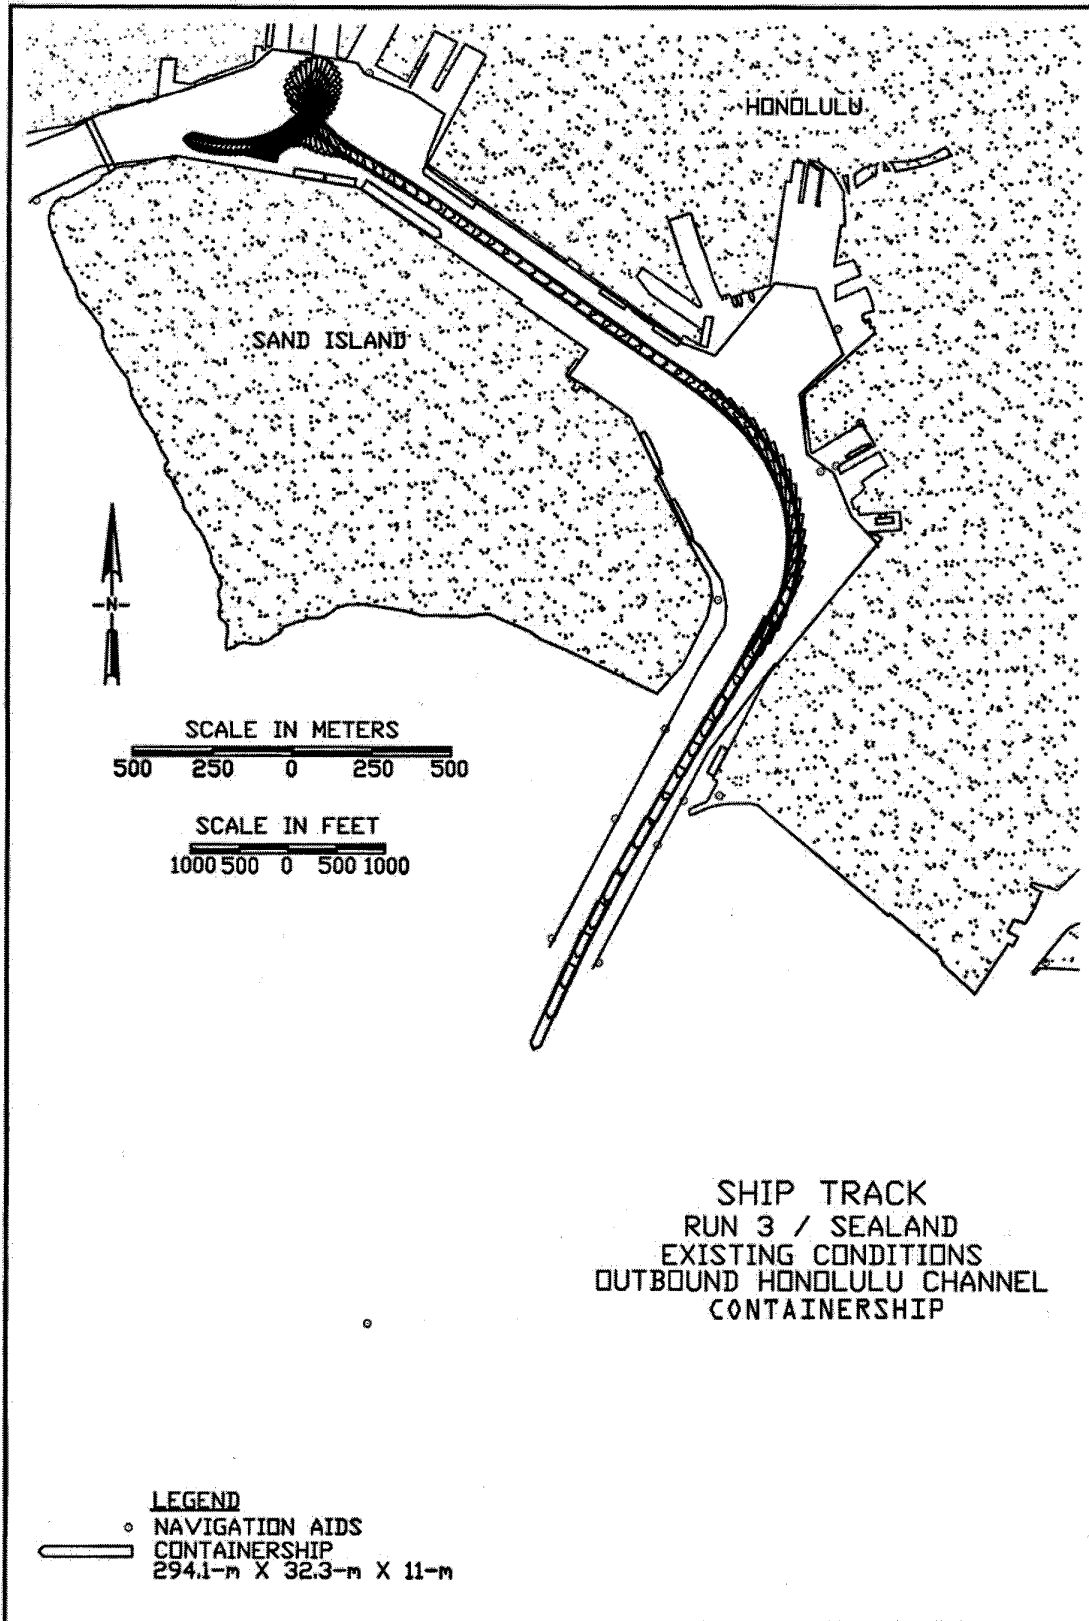 HONOLULU
SAND ISLAND
N
SCALE IN METERS
500 250 0 250 500
SCALE IN FEET
1000 500 0 500 1000
SHIP TRACK
RUN 3 / SEALAND
EXISTING CONDITIONS
OUTBOUND HONOLULU CHANNEL
CONTAINERSHIP
LEGEND
NAVIGATION AIDS
CONTAINERSHIP
294.1-m X 32.3-m X 11-m